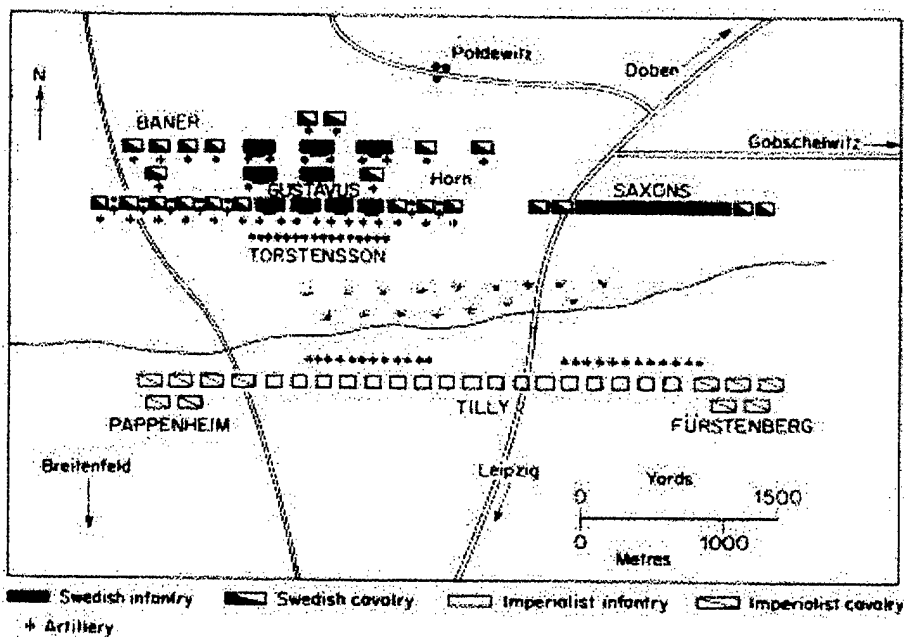 Poldewitz
Doben
N
BANER
Gobschelwitz
GUSTAVUS
Horn
SAXONS
TORSTENSSON
TILLY
PAPPENHEIM
FÜRSTENBERG
Breitenfeld
Leipzig
Yards
0 1500
0 1000
Metres
Swedish infantry Swedish cavalry Imperialist infantry Imperialist cavalry
+ Artillery